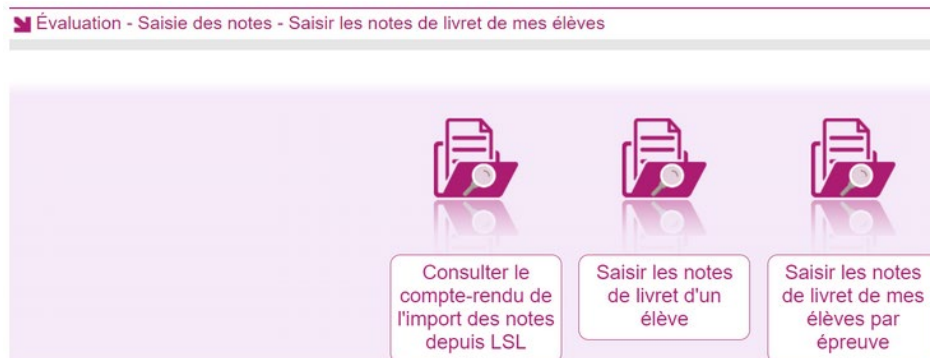 Évaluation - Saisie des notes - Saisir les notes de livret de mes élèves
Consulter le
compte-rendu de
l'import des notes
depuis LSL
Saisir les notes
de livret d'un
élève
Saisir les notes
de livret de mes
élèves par
épreuve